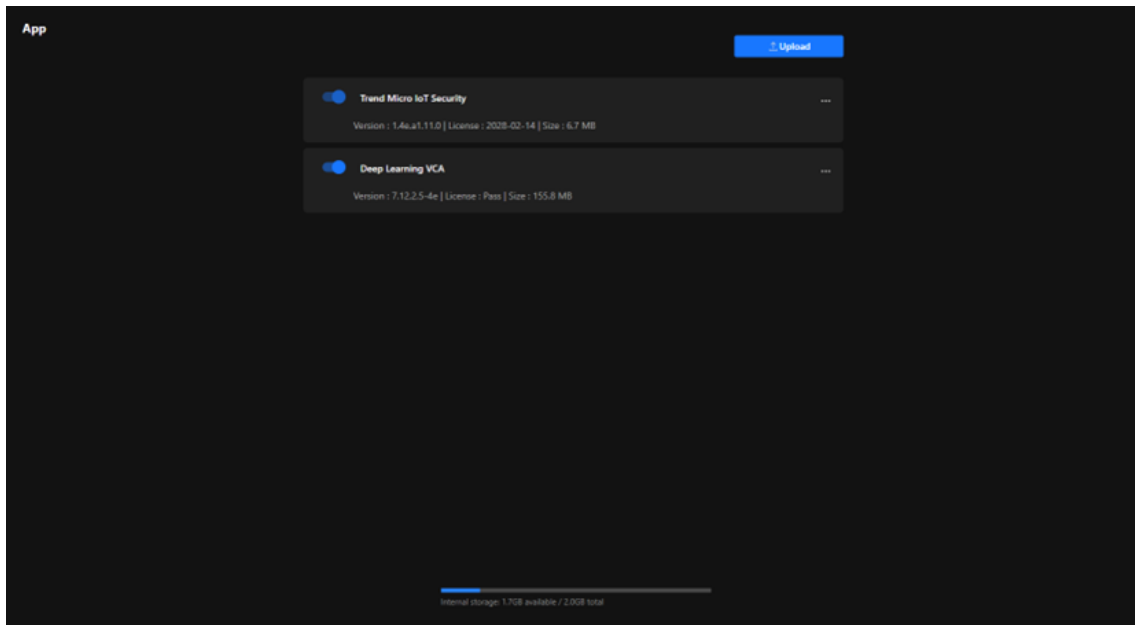 App
Upload
Trend Micro IoT Security
...
Version : 1.4e.a1.11.0 | License : 2028-02-14 | Size : 6.7 MB
Deep Learning VCA
...
Version : 7.12.2.5-4e | License : Pass | Size : 155.8 MB
Internal storage: 1.7GB available / 2.0GB total